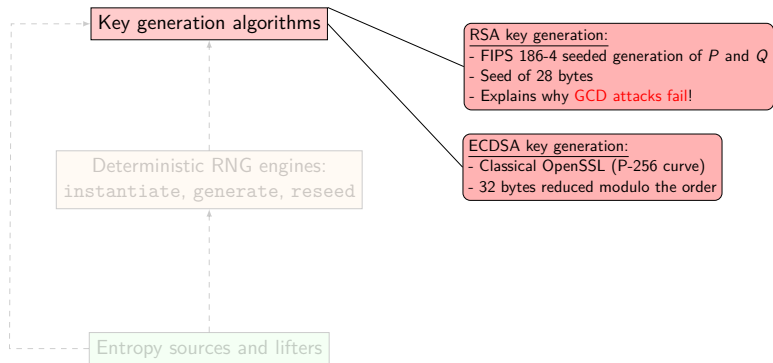 Key generation algorithms
RSA key generation:
- FIPS 186-4 seeded generation of P and Q
- Seed of 28 bytes
- Explains why GCD attacks fail!
ECDSA key generation:
- Classical OpenSSL (P-256 curve)
- 32 bytes reduced modulo the order
Deterministic RNG engines:
instantiate, generate, reseed
Entropy sources and lifters